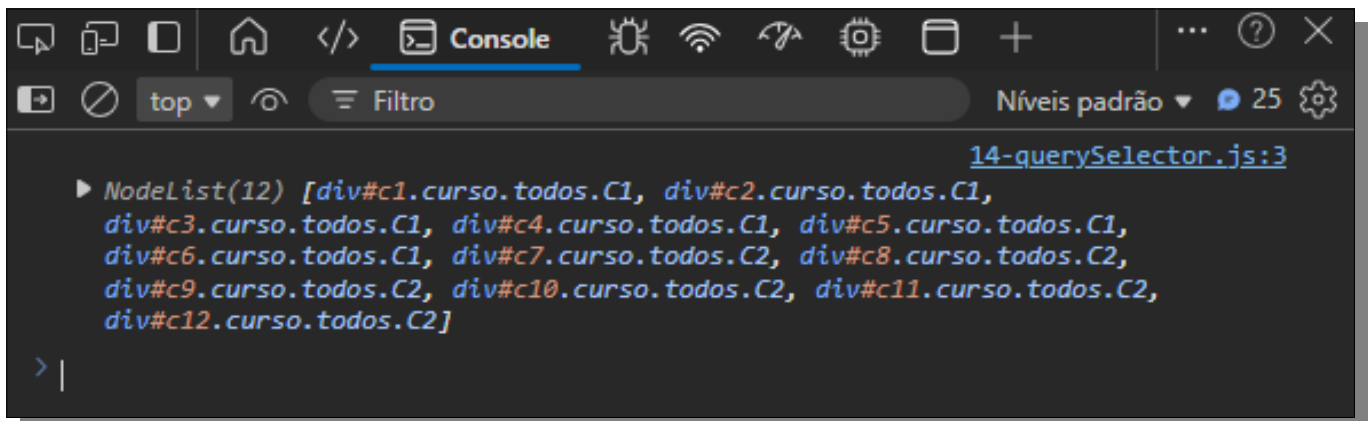 Console
top Filtro Níveis padrão 25
14-querySelector.js:3
NodeList(12) [div#c1.curso.todos.C1, div#c2.curso.todos.C1,
div#c3.curso.todos.C1, div#c4.curso.todos.C1, div#c5.curso.todos.C1,
div#c6.curso.todos.C1, div#c7.curso.todos.C2, div#c8.curso.todos.C2,
div#c9.curso.todos.C2, div#c10.curso.todos.C2, div#c11.curso.todos.C2,
div#c12.curso.todos.C2]